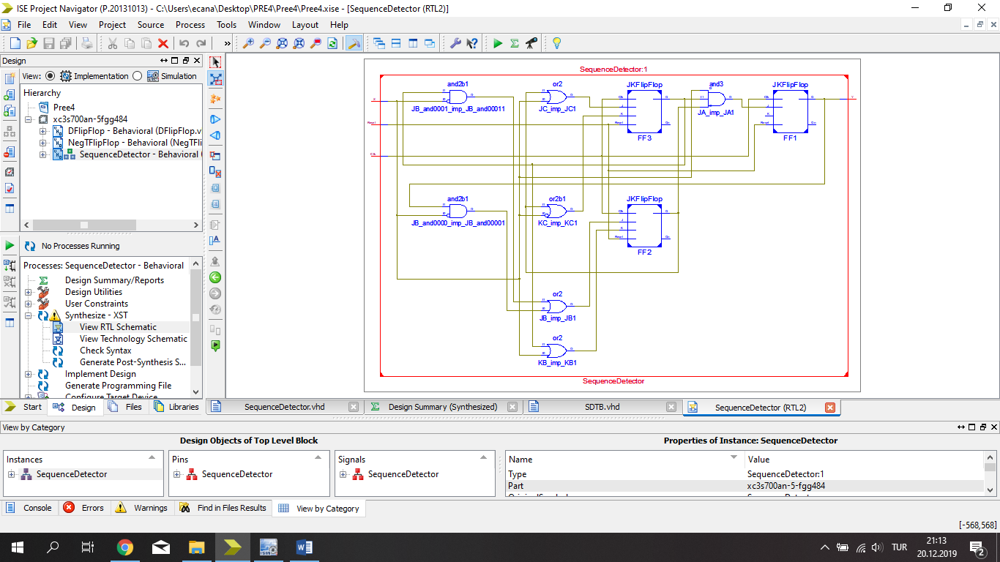 ISE Project Navigator (P.20131013) - C:\Users\ecana\Desktop\PRE4\Pree4\Pree4.xise - [SequenceDetector (RTL2)]
File Edit View Project Source Process Tools Window Layout Help
Design
View: Implementation Simulation
Hierarchy
Pree4
xc3s700an-5fgg484
DFlipFlop - Behavioral (DFlipFlop.v
NegTFlipFlop - Behavioral (NegTFli
SequenceDetector - Behavioral (
No Processes Running
Processes: SequenceDetector - Behavioral
Design Summary/Reports
Design Utilities
User Constraints
Synthesize - XST
View RTL Schematic
View Technology Schematic
Check Syntax
Generate Post-Synthesis S...
Implement Design
Generate Programming File
Configure Target Device
Start Design Files Libraries
SequenceDetector:1
and2b1
JB_and0001_imp_JB_and00011
or2
JC_imp_JC1
JKFlipFlop
FF3
and3
JA_imp_JA1
JKFlipFlop
FF1
X
Reset
Clk
Y
and2b1
JB_and0000_imp_JB_and00001
or2b1
KC_imp_KC1
JKFlipFlop
FF2
or2
JB_imp_JB1
or2
KB_imp_KB1
SequenceDetector
SequenceDetector.vhd Design Summary (Synthesized) SDTB.vhd SequenceDetector (RTL2)
View by Category
Design Objects of Top Level Block
Properties of Instance: SequenceDetector
Instances
SequenceDetector
Pins
SequenceDetector
Signals
SequenceDetector
Name Value
Type SequenceDetector:1
Part xc3s700an-5-fgg484
Console Errors Warnings Find in Files Results View by Category
[-568,568]
TUR
21:13
20.12.2019
2